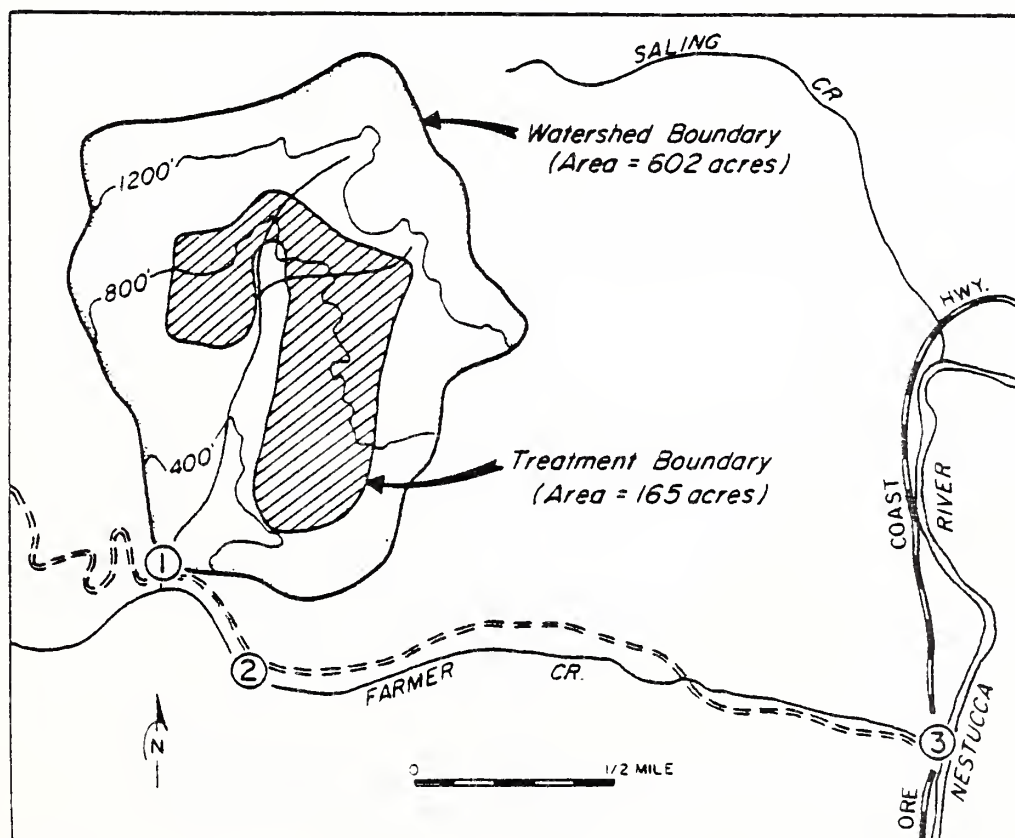 SALING
CR
Watershed Boundary
(Area = 602 acres)
1200'
800'
HWY.
Treatment Boundary
(Area = 165 acres)
400'
COAST
RIVER
1
2
FARMER CR.
3
N
0 1/2 MILE
NESTUCCA
ORE